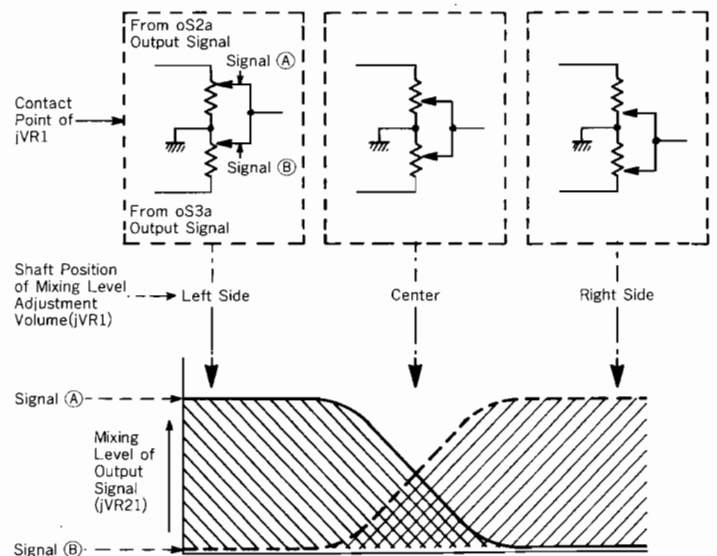 From oS2a
Output Signal
Signal Ⓐ
Contact
Point of
jVR1
Signal Ⓑ
From oS3a
Output Signal
Shaft Position
of Mixing Level
Adjustment
Volume(jVR1)
Left Side
Center
Right Side
Signal Ⓐ
Mixing
Level of
Output
Signal
(jVR21)
Signal Ⓑ